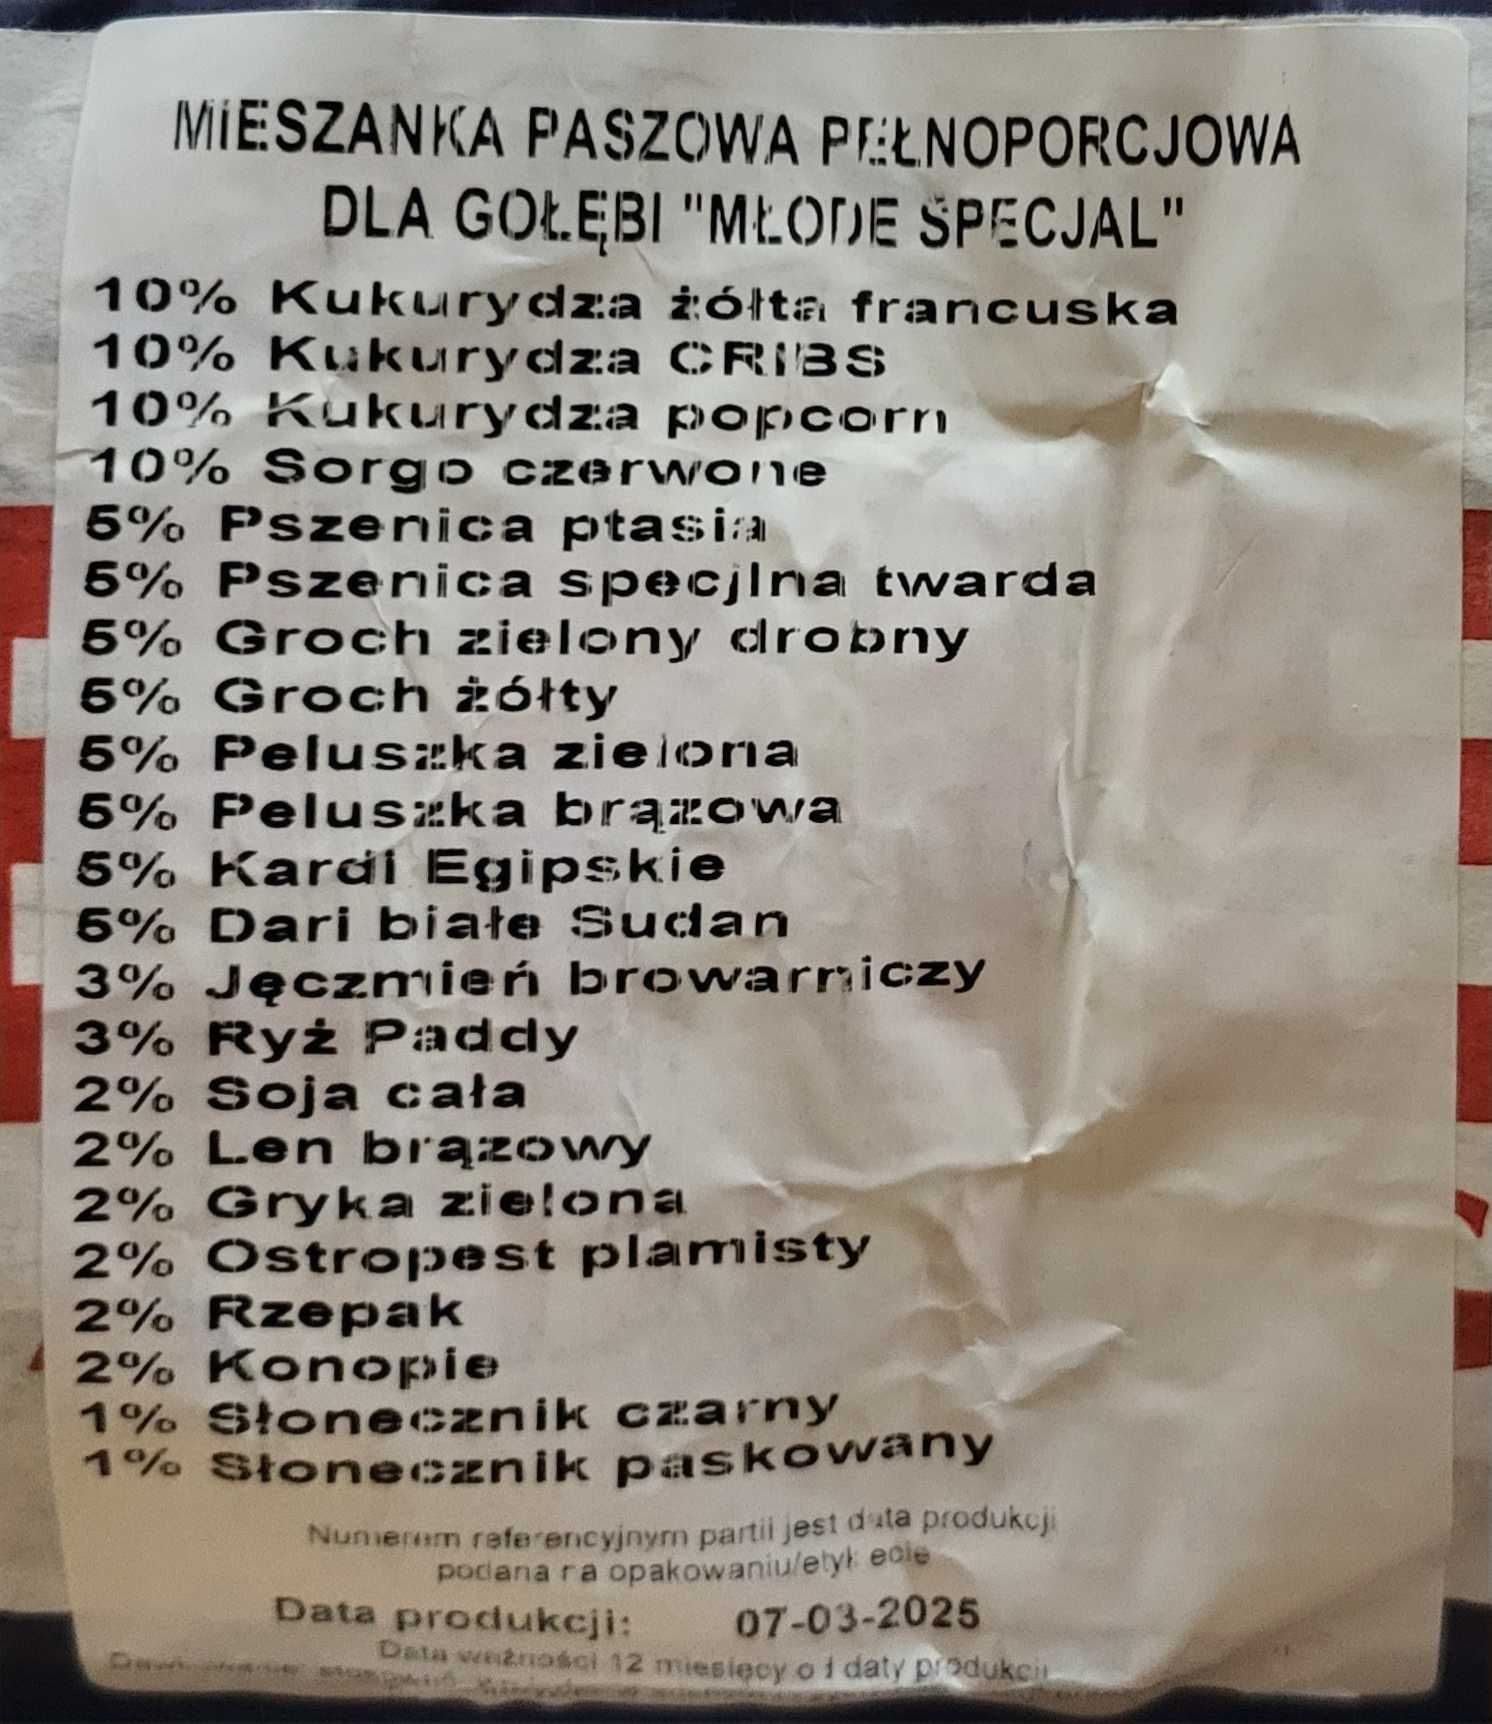 MIESZANKA PASZOWA PEŁNOPORCJOWA
DLA GOŁĘBI "MŁODE SPECJAL"
10% Kukurydza żółta francuska
10% Kukurydza CRIBS
10% Kukurydza popcorn
10% Sorgo czerwone
5% Pszenica ptasia
5% Pszenica specjlna twarda
5% Groch zielony drobny
5% Groch żółty
5% Peluszka zielona
5% Peluszka brązowa
5% Kardi Egipskie
5% Dari białe Sudan
3% Jęczmień browarniczy
3% Ryż Paddy
2% Soja cała
2% Len brązowy
2% Gryka zielona
2% Ostropest plamisty
2% Rzepak
2% Konopie
1% Słonecznik czarny
1% Słonecznik paskowany
Numerem referencyjnym partii jest data produkcji
podana na opakowaniu/etykiecie
Data produkcji: 07-03-2025
Data ważności 12 miesięcy od daty produkcji